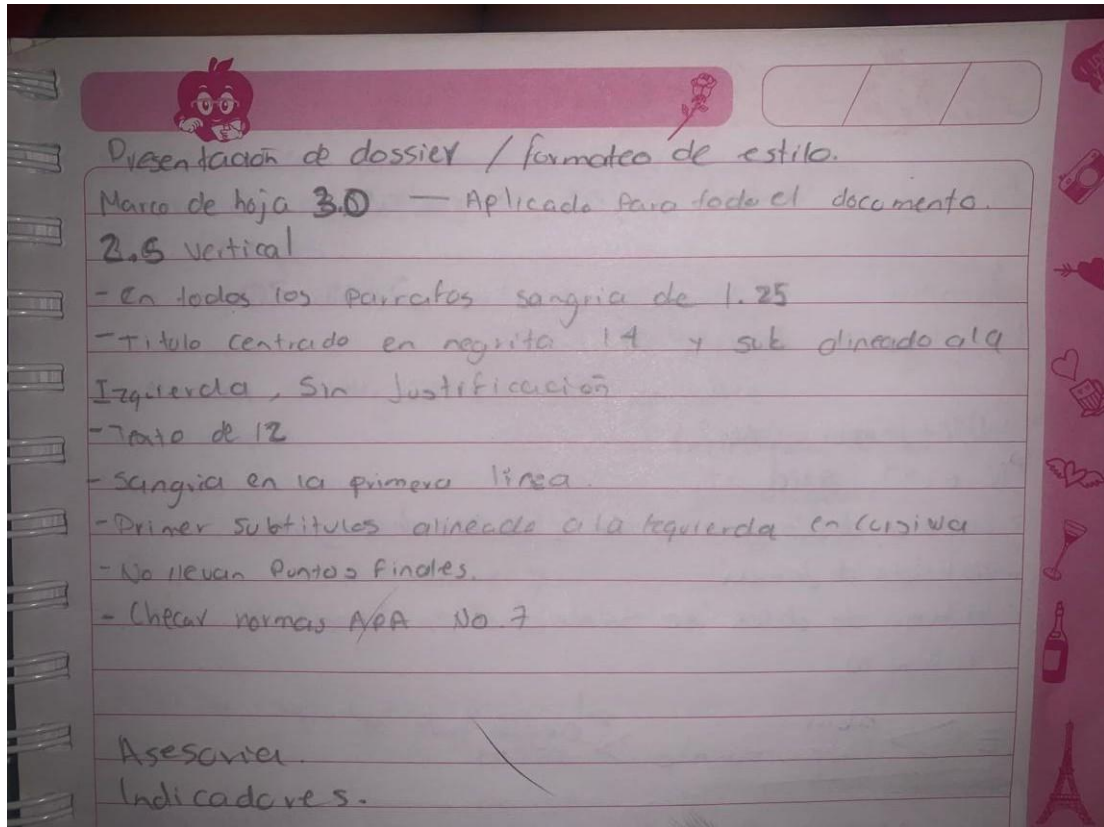 Presentación de dossier / formateo de estilo.
Marco de hoja 3.0 — Aplicado para todo el documento.
2.5 vertical
- En todos los parrafos sangria de 1.25
- Titulo centrado en negrita 14 y sub alineado a la
Izquierda, Sin Justificación
- Texto de 12
- Sangria en la primera linea.
- Primer subtitulos alineado a la izquierda en cursiva
- No llevan Puntos Finales.
- Checar normas APA No. 7
Asesoria.
Indicadores.